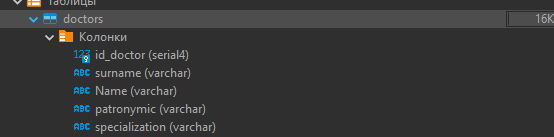 Таблицы
doctors 16K
Колонки
123 id_doctor (serial4)
ABC surname (varchar)
ABC Name (varchar)
ABC patronymic (varchar)
ABC specialization (varchar)